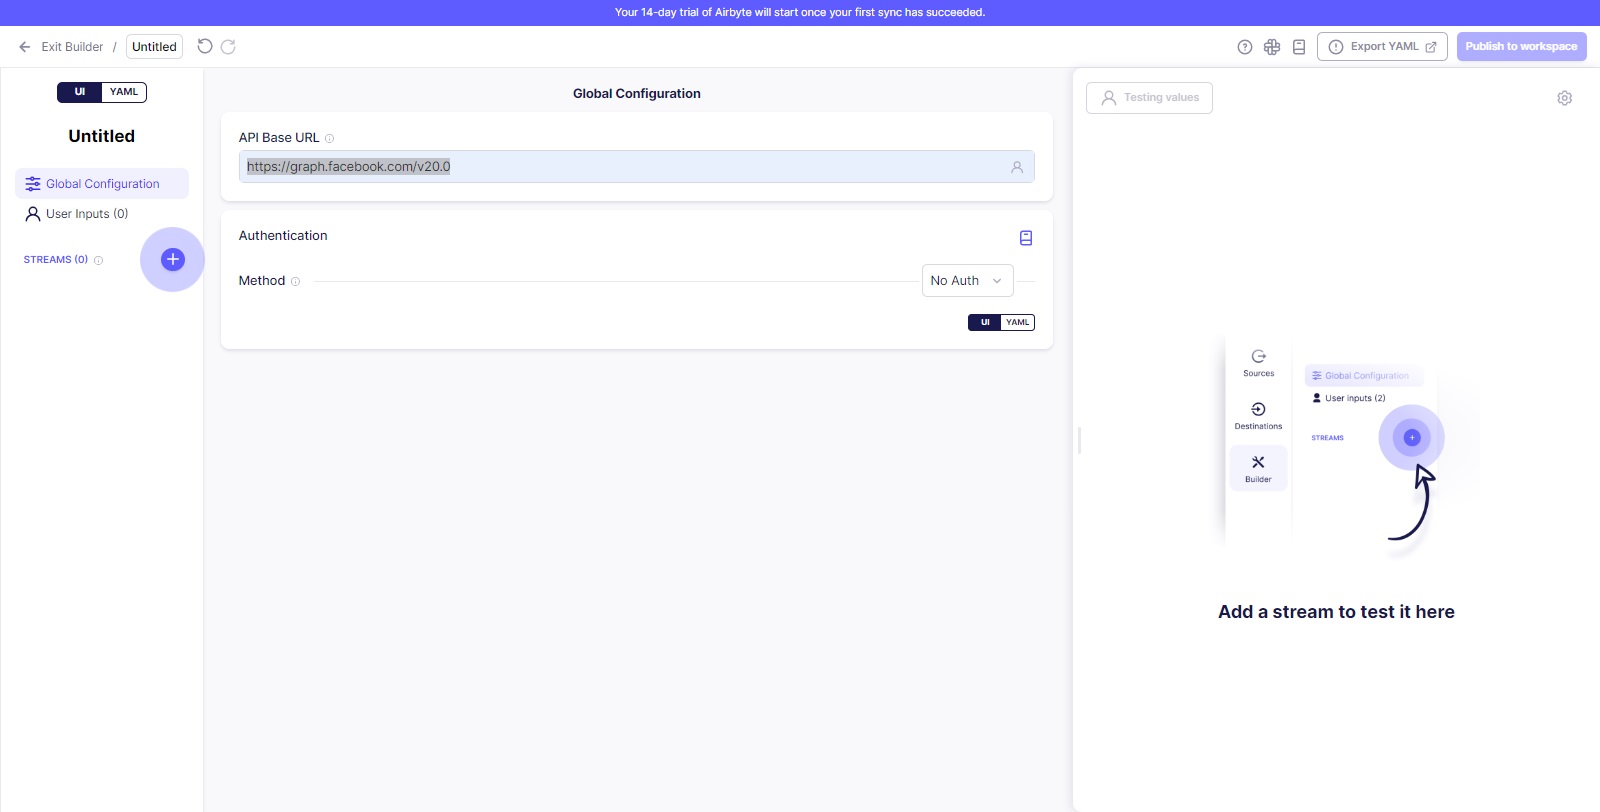 Your 14-day trial of Airbyte will start once your first sync has succeeded.
Exit Builder / Untitled
Export YAML
Publish to workspace
UI YAML
Untitled
Global Configuration
User Inputs (0)
STREAMS (0)
Global Configuration
API Base URL
https://graph.facebook.com/v20.0
Authentication
Method
No Auth
UI YAML
Testing values
Sources
Destinations
Builder
Global Configuration
User inputs (2)
STREAMS
Add a stream to test it here